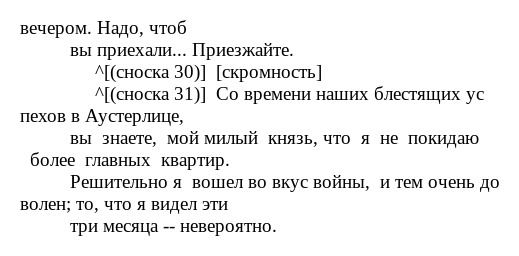 вечером. Надо, чтоб
вы приехали... Приезжайте.
^[(сноска 30)] [скромность]
^[(сноска 31)] Со времени наших блестящих ус
пехов в Аустерлице,
вы знаете, мой милый князь, что я не покидаю
более главных квартир.
Решительно я вошел во вкус войны, и тем очень до
волен; то, что я видел эти
три месяца -- невероятно.